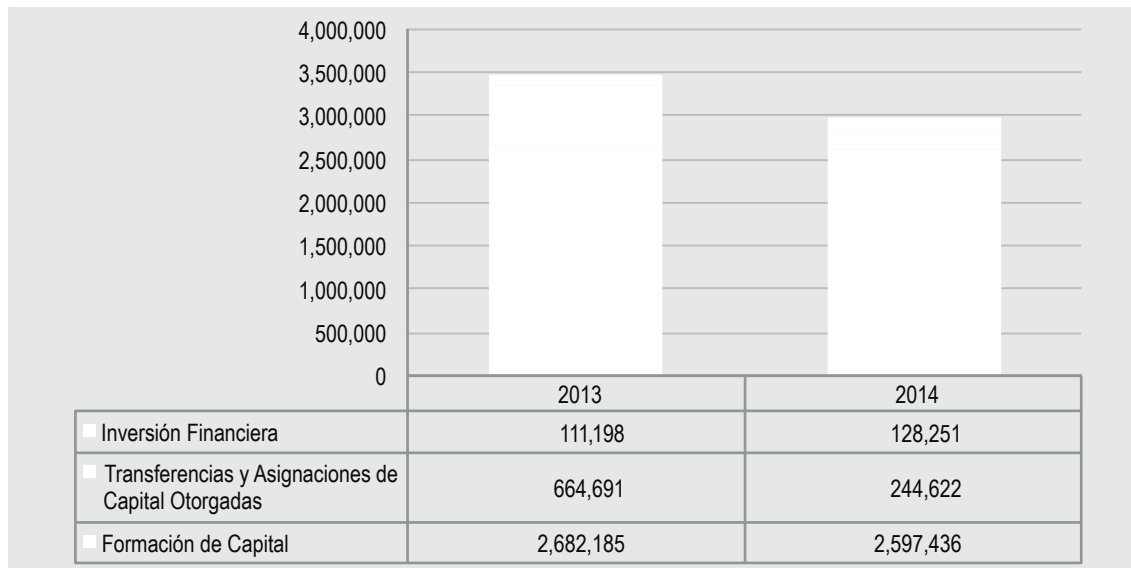 4,000,000
3,500,000
3,000,000
2,500,000
2,000,000
1,500,000
1,000,000
500,000
0
2013 2014
Inversión Financiera 111,198 128,251
Transferencias y Asignaciones de
Capital Otorgadas 664,691 244,622
Formación de Capital 2,682,185 2,597,436